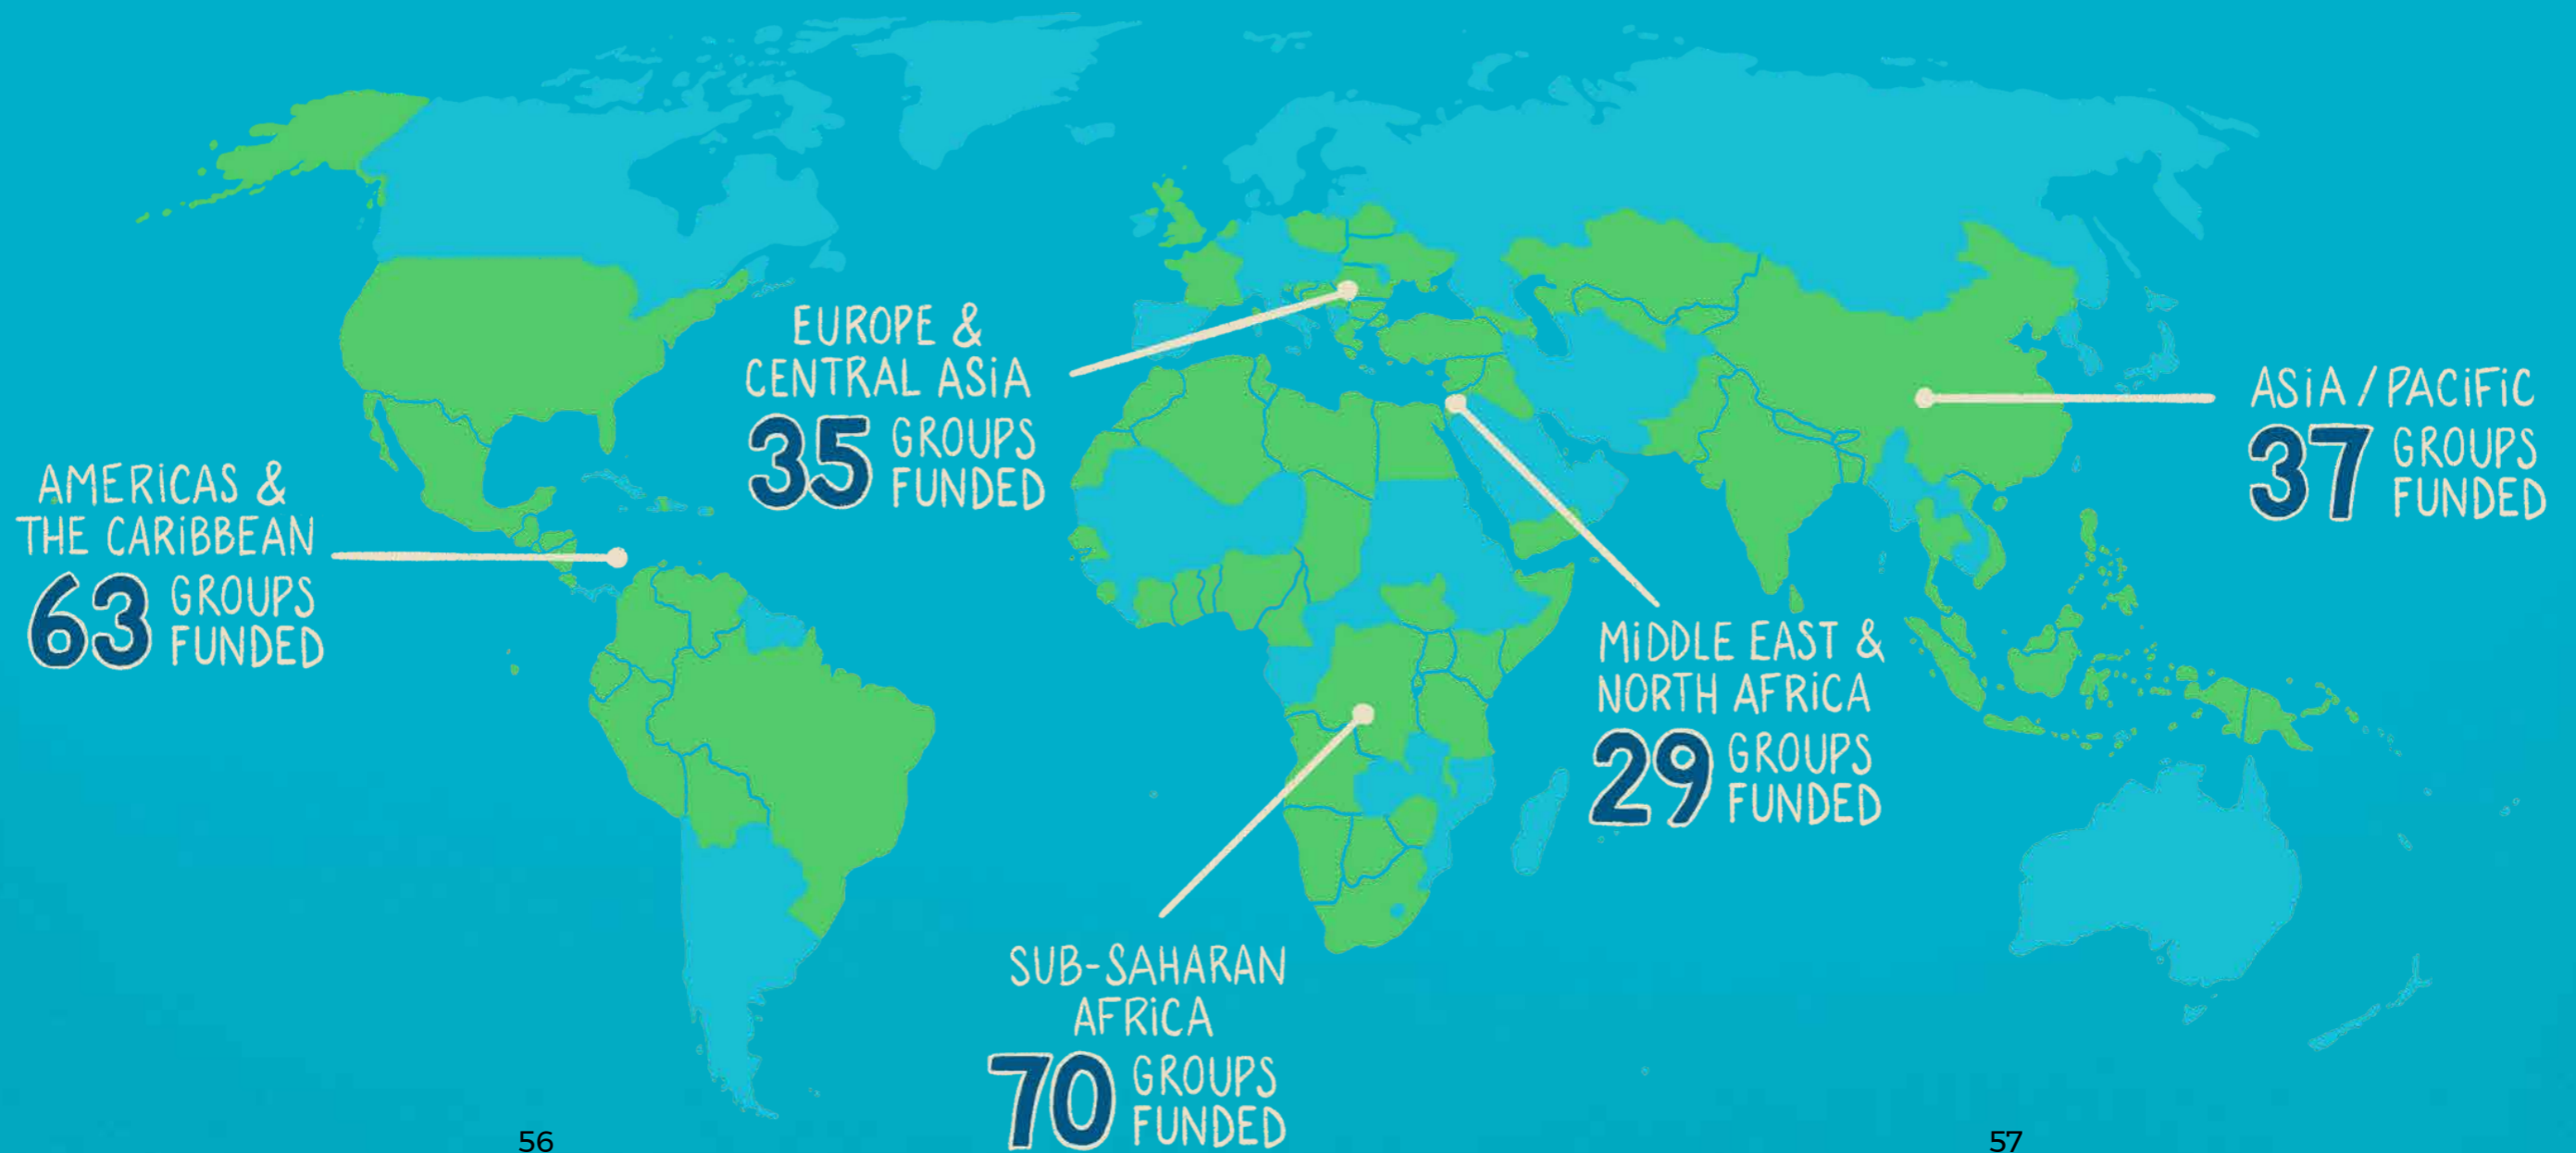 AMERiCAS &
THE CARiBBEAN
63 GROUPS
FUNDED
EUROPE &
CENTRAL ASiA
35 GROUPS
FUNDED
SUB-SAHARAN
AFRiCA
70 GROUPS
FUNDED
MiDDLE EAST &
NORTH AFRiCA
29 GROUPS
FUNDED
ASiA / PACiFiC
37 GROUPS
FUNDED
56
57